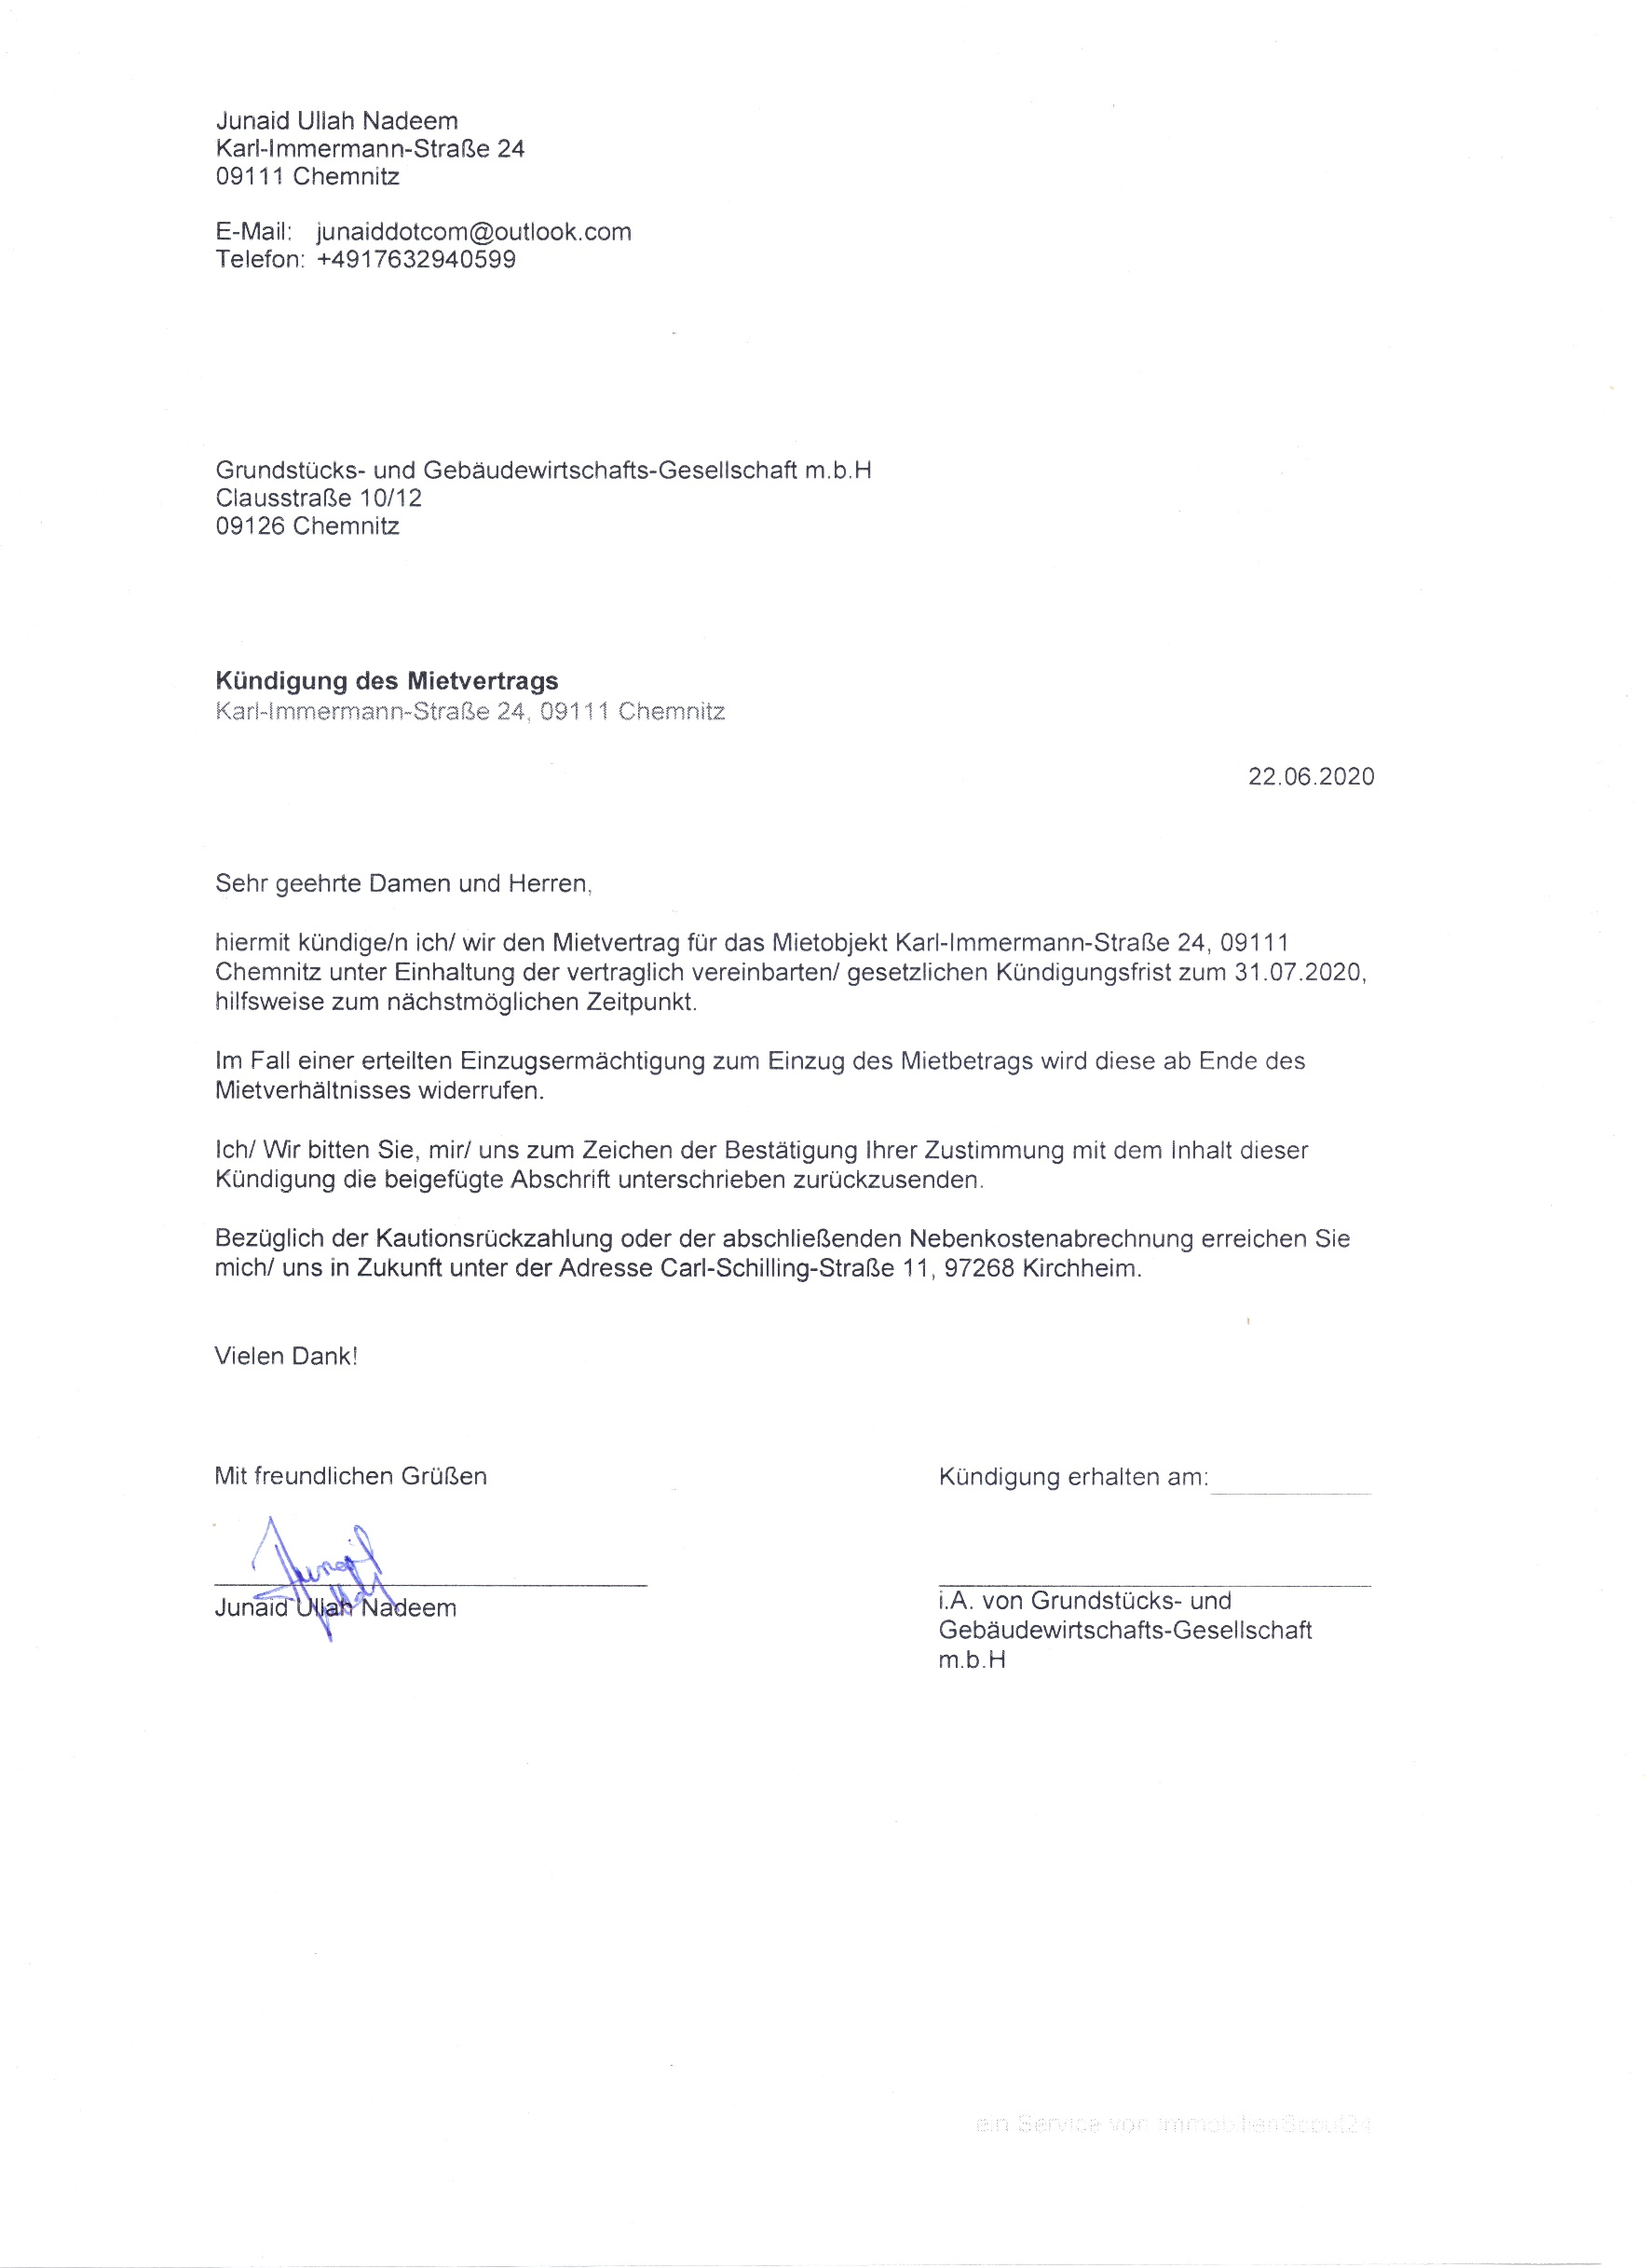 Junaid Ullah Nadeem
Karl-Immermann-Straße 24
09111 Chemnitz
E-Mail: junaiddotcom@outlook.com
Telefon: +4917632940599
Grundstücks- und Gebäudewirtschafts-Gesellschaft m.b.H
Clausstraße 10/12
09126 Chemnitz
Kündigung des Mietvertrags
Karl-Immermann-Straße 24, 09111 Chemnitz
22.06.2020
Sehr geehrte Damen und Herren,
hiermit kündige/n ich/ wir den Mietvertrag für das Mietobjekt Karl-Immermann-Straße 24, 09111
Chemnitz unter Einhaltung der vertraglich vereinbarten/ gesetzlichen Kündigungsfrist zum 31.07.2020,
hilfsweise zum nächstmöglichen Zeitpunkt.
Im Fall einer erteilten Einzugsermächtigung zum Einzug des Mietbetrags wird diese ab Ende des
Mietverhältnisses widerrufen.
Ich/ Wir bitten Sie, mir/ uns zum Zeichen der Bestätigung Ihrer Zustimmung mit dem Inhalt dieser
Kündigung die beigefügte Abschrift unterschrieben zurückzusenden.
Bezüglich der Kautionsrückzahlung oder der abschließenden Nebenkostenabrechnung erreichen Sie
mich/ uns in Zukunft unter der Adresse Carl-Schilling-Straße 11, 97268 Kirchheim.
Vielen Dank!
Mit freundlichen Grüßen
Kündigung erhalten am:
Junaid
Junaid Ullah Nadeem
i.A. von Grundstücks- und
Gebäudewirtschafts-Gesellschaft
m.b.H
ein Service von ImmobilienScout24